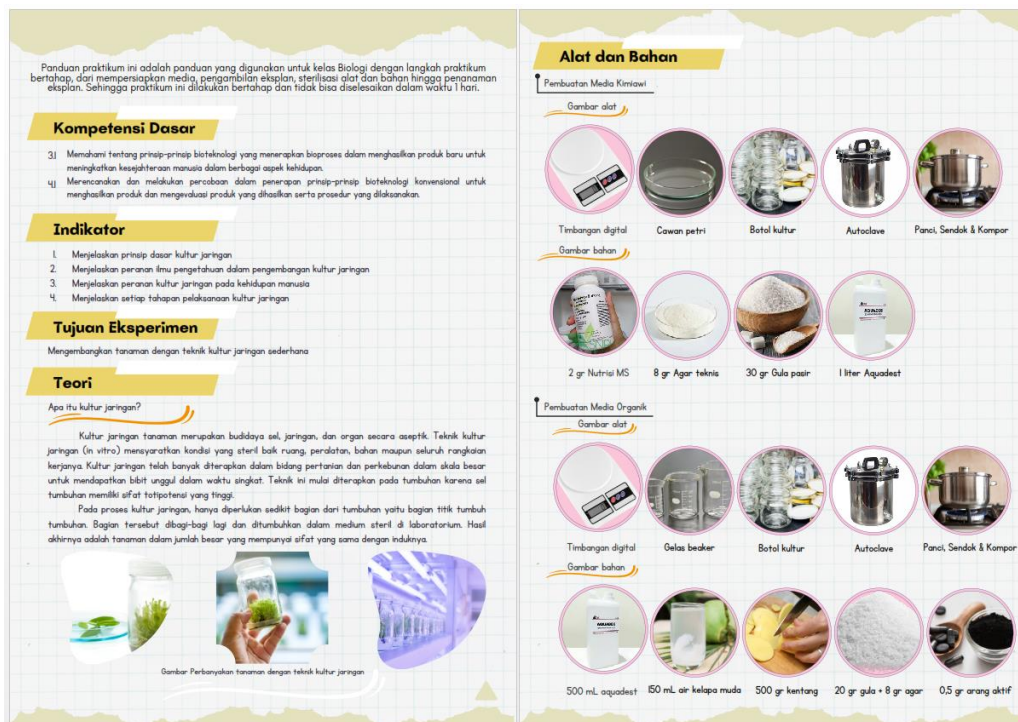 Panduan praktikum ini adalah panduan yang digunakan untuk kelas Biologi dengan langkah praktikum
bertahap, dari mempersiapkan media, pengambilan eksplan, sterilisasi alat dan bahan hingga penanaman
eksplan. Sehingga praktikum ini dilakukan bertahap dan tidak bisa diselesaikan dalam waktu 1 hari.
Kompetensi Dasar
3.1 Memahami tentang prinsip-prinsip bioteknologi yang menerapkan bioproses dalam menghasilkan produk baru untuk
meningkatkan kesejahteraan manusia dalam berbagai aspek kehidupan.
4.1 Merencanakan dan melakukan percobaan dalam penerapan prinsip-prinsip bioteknologi konvensional untuk
menghasilkan produk dan mengevaluasi produk yang dihasilkan serta prosedur yang dilaksanakan.
Indikator
1. Menjelaskan prinsip dasar kultur jaringan
2. Menjelaskan peranan ilmu pengetahuan dalam pengembangan kultur jaringan
3. Menjelaskan peranan kultur jaringan pada kehidupan manusia
4. Menjelaskan setiap tahapan pelaksanaan kultur jaringan
Tujuan Eksperimen
Mengembangkan tanaman dengan teknik kultur jaringan sederhana
Teori
Apa itu kultur jaringan?
Kultur jaringan tanaman merupakan budidaya sel, jaringan, dan organ secara aseptik. Teknik kultur
jaringan (in vitro) mensyaratkan kondisi yang steril baik ruang, peralatan, bahan maupun seluruh rangkaian
kerjanya. Kultur jaringan telah banyak diterapkan dalam bidang pertanian dan perkebunan dalam skala besar
untuk mendapatkan bibit unggul dalam waktu singkat. Teknik ini mulai diterapkan pada tumbuhan karena sel
tumbuhan memiliki sifat totipotensi yang tinggi.
Pada proses kultur jaringan, hanya diperlukan sedikit bagian dari tumbuhan yaitu bagian titik tumbuh
tumbuhan. Bagian tersebut dibagi-bagi lagi dan ditumbuhkan dalam medium steril di laboratorium. Hasil
akhirnya adalah tanaman dalam jumlah besar yang mempunyai sifat yang sama dengan induknya.
Gambar Perbanyakan tanaman dengan teknik kultur jaringan
Alat dan Bahan
Pembuatan Media Kimiawi
Gambar alat
Timbangan digital
Cawan petri
Botol kultur
Autoclave
Panci, Sendok & Kompor
Gambar bahan
2 gr Nutrisi MS
8 gr Agar teknis
30 gr Gula pasir
1 liter Aquadest
Pembuatan Media Organik
Gambar alat
Timbangan digital
Gelas beaker
Botol kultur
Autoclave
Panci, Sendok & Kompor
Gambar bahan
500 mL aquadest
150 mL air kelapa muda
500 gr kentang
20 gr gula + 8 gr agar
0,5 gr arang aktif